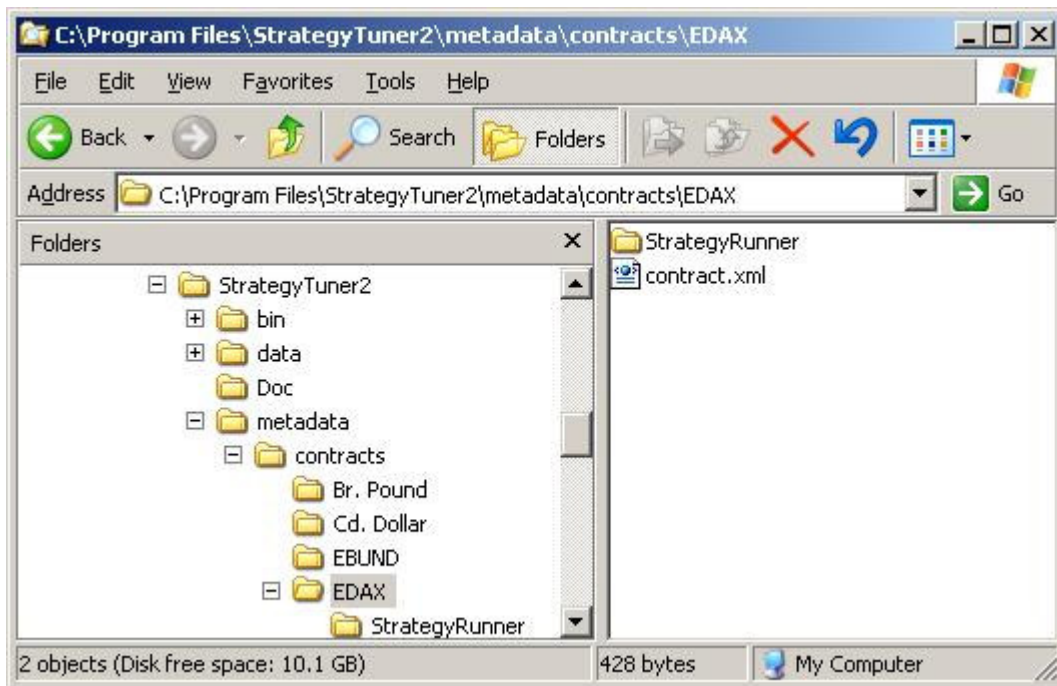 C:\Program Files\StrategyTuner2\metadata\contracts\EDAX
File Edit View Favorites Tools Help
Back Search Folders
Address C:\Program Files\StrategyTuner2\metadata\contracts\EDAX Go
Folders
StrategyTuner2
bin
data
Doc
metadata
contracts
Br. Pound
Cd. Dollar
EBUND
EDAX
StrategyRunner
StrategyRunner
contract.xml
2 objects (Disk free space: 10.1 GB) 428 bytes My Computer